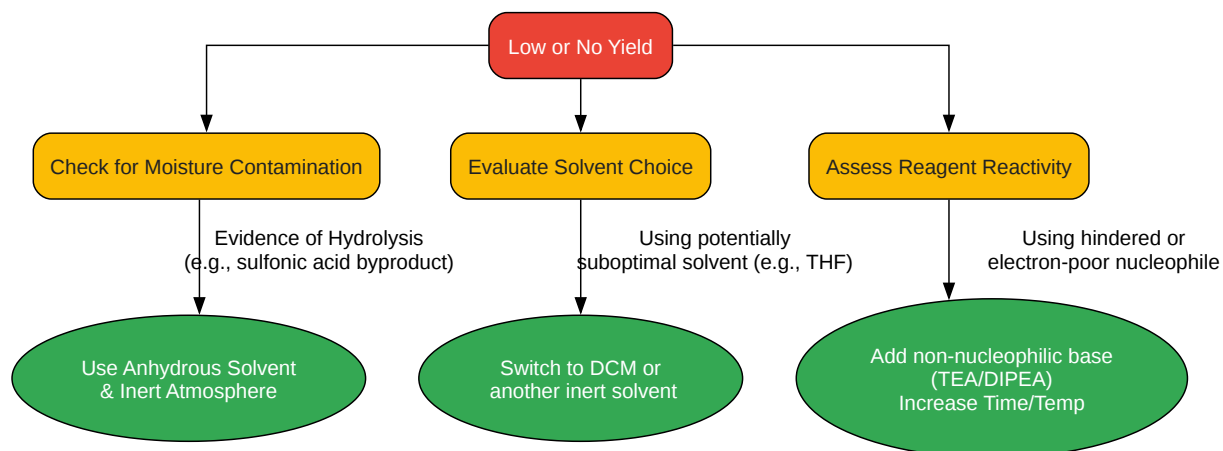 Low or No Yield
Check for Moisture Contamination
Evaluate Solvent Choice
Assess Reagent Reactivity
Evidence of Hydrolysis
(e.g., sulfonic acid byproduct)
Using potentially
suboptimal solvent (e.g., THF)
Using hindered or
electron-poor nucleophile
Use Anhydrous Solvent
& Inert Atmosphere
Switch to DCM or
another inert solvent
Add non-nucleophilic base
(TEA/DIPEA)
Increase Time/Temp